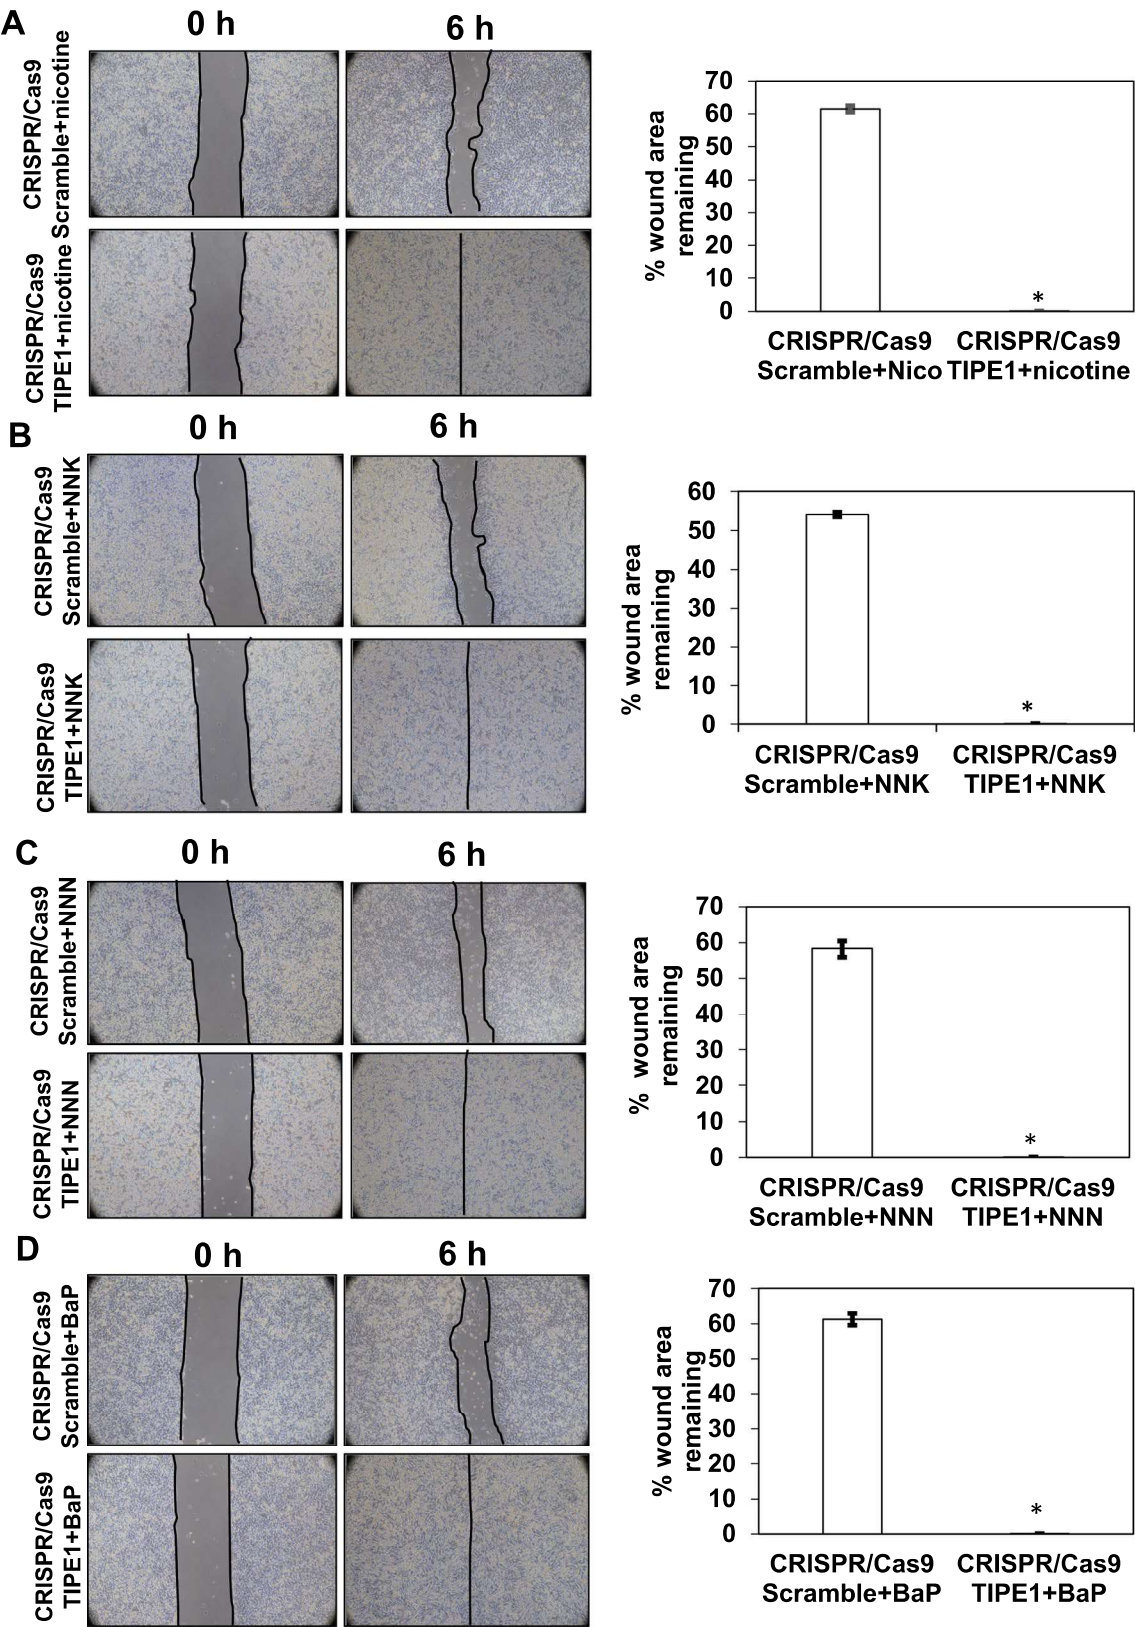 A
0 h
6 h
CRISPR/Cas9
Scramble+nicotine
CRISPR/Cas9
TIPE1+nicotine
% wound area
remaining
70
60
50
40
30
20
10
0
*
CRISPR/Cas9
Scramble+Nico
CRISPR/Cas9
TIPE1+nicotine
B
0 h
6 h
CRISPR/Cas9
Scramble+NNK
CRISPR/Cas9
TIPE1+NNK
% wound area
remaining
60
50
40
30
20
10
0
*
CRISPR/Cas9
Scramble+NNK
CRISPR/Cas9
TIPE1+NNK
C
0 h
6 h
CRISPR/Cas9
Scramble+NNN
CRISPR/Cas9
TIPE1+NNN
% wound area
remaining
70
60
50
40
30
20
10
0
*
CRISPR/Cas9
Scramble+NNN
CRISPR/Cas9
TIPE1+NNN
D
0 h
6 h
CRISPR/Cas9
Scramble+BaP
CRISPR/Cas9
TIPE1+BaP
% wound area
remaining
70
60
50
40
30
20
10
0
*
CRISPR/Cas9
Scramble+BaP
CRISPR/Cas9
TIPE1+BaP